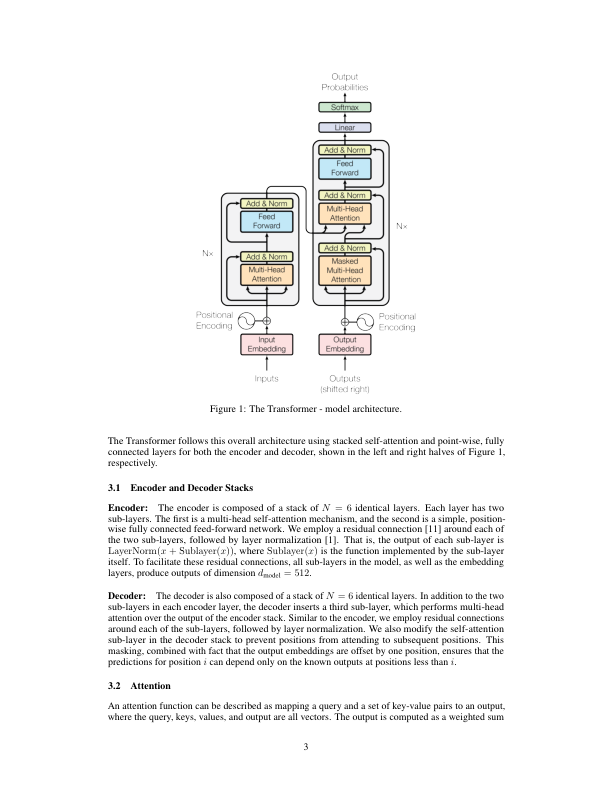 Output
Probabilities
Softmax
Linear
Add & Norm
Feed
Forward
Add & Norm
Multi-Head
Attention
Add & Norm
Masked
Multi-Head
Attention
N×
Add & Norm
Feed
Forward
N×
Add & Norm
Multi-Head
Attention
Positional
Encoding
Positional
Encoding
Input
Embedding
Output
Embedding
Inputs
Outputs
(shifted right)
Figure 1: The Transformer - model architecture.
The Transformer follows this overall architecture using stacked self-attention and point-wise, fully
connected layers for both the encoder and decoder, shown in the left and right halves of Figure 1,
respectively.
3.1 Encoder and Decoder Stacks
Encoder: The encoder is composed of a stack of N = 6 identical layers. Each layer has two
sub-layers. The first is a multi-head self-attention mechanism, and the second is a simple, position-
wise fully connected feed-forward network. We employ a residual connection [11] around each of
the two sub-layers, followed by layer normalization [1]. That is, the output of each sub-layer is
LayerNorm(x + Sublayer(x)), where Sublayer(x) is the function implemented by the sub-layer
itself. To facilitate these residual connections, all sub-layers in the model, as well as the embedding
layers, produce outputs of dimension d_model = 512.
Decoder: The decoder is also composed of a stack of N = 6 identical layers. In addition to the two
sub-layers in each encoder layer, the decoder inserts a third sub-layer, which performs multi-head
attention over the output of the encoder stack. Similar to the encoder, we employ residual connections
around each of the sub-layers, followed by layer normalization. We also modify the self-attention
sub-layer in the decoder stack to prevent positions from attending to subsequent positions. This
masking, combined with fact that the output embeddings are offset by one position, ensures that the
predictions for position i can depend only on the known outputs at positions less than i.
3.2 Attention
An attention function can be described as mapping a query and a set of key-value pairs to an output,
where the query, keys, values, and output are all vectors. The output is computed as a weighted sum
3